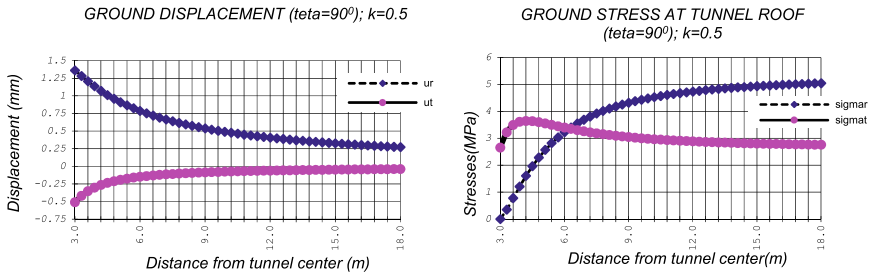 GROUND DISPLACEMENT (teta=90⁰); k=0.5
1.5
1.25
1
0.75
0.5
0.25
0
-0.25
-0.5
-0.75
Displacement (mm)
ur
ut
3.0
6.0
9.0
12.0
15.0
18.0
Distance from tunnel center (m)
GROUND STRESS AT TUNNEL ROOF
(teta=90⁰); k=0.5
6
5
4
3
2
1
0
Stresses(MPa)
sigmar
sigmat
3.0
6.0
9.0
12.0
15.0
18.0
Distance from tunnel center(m)